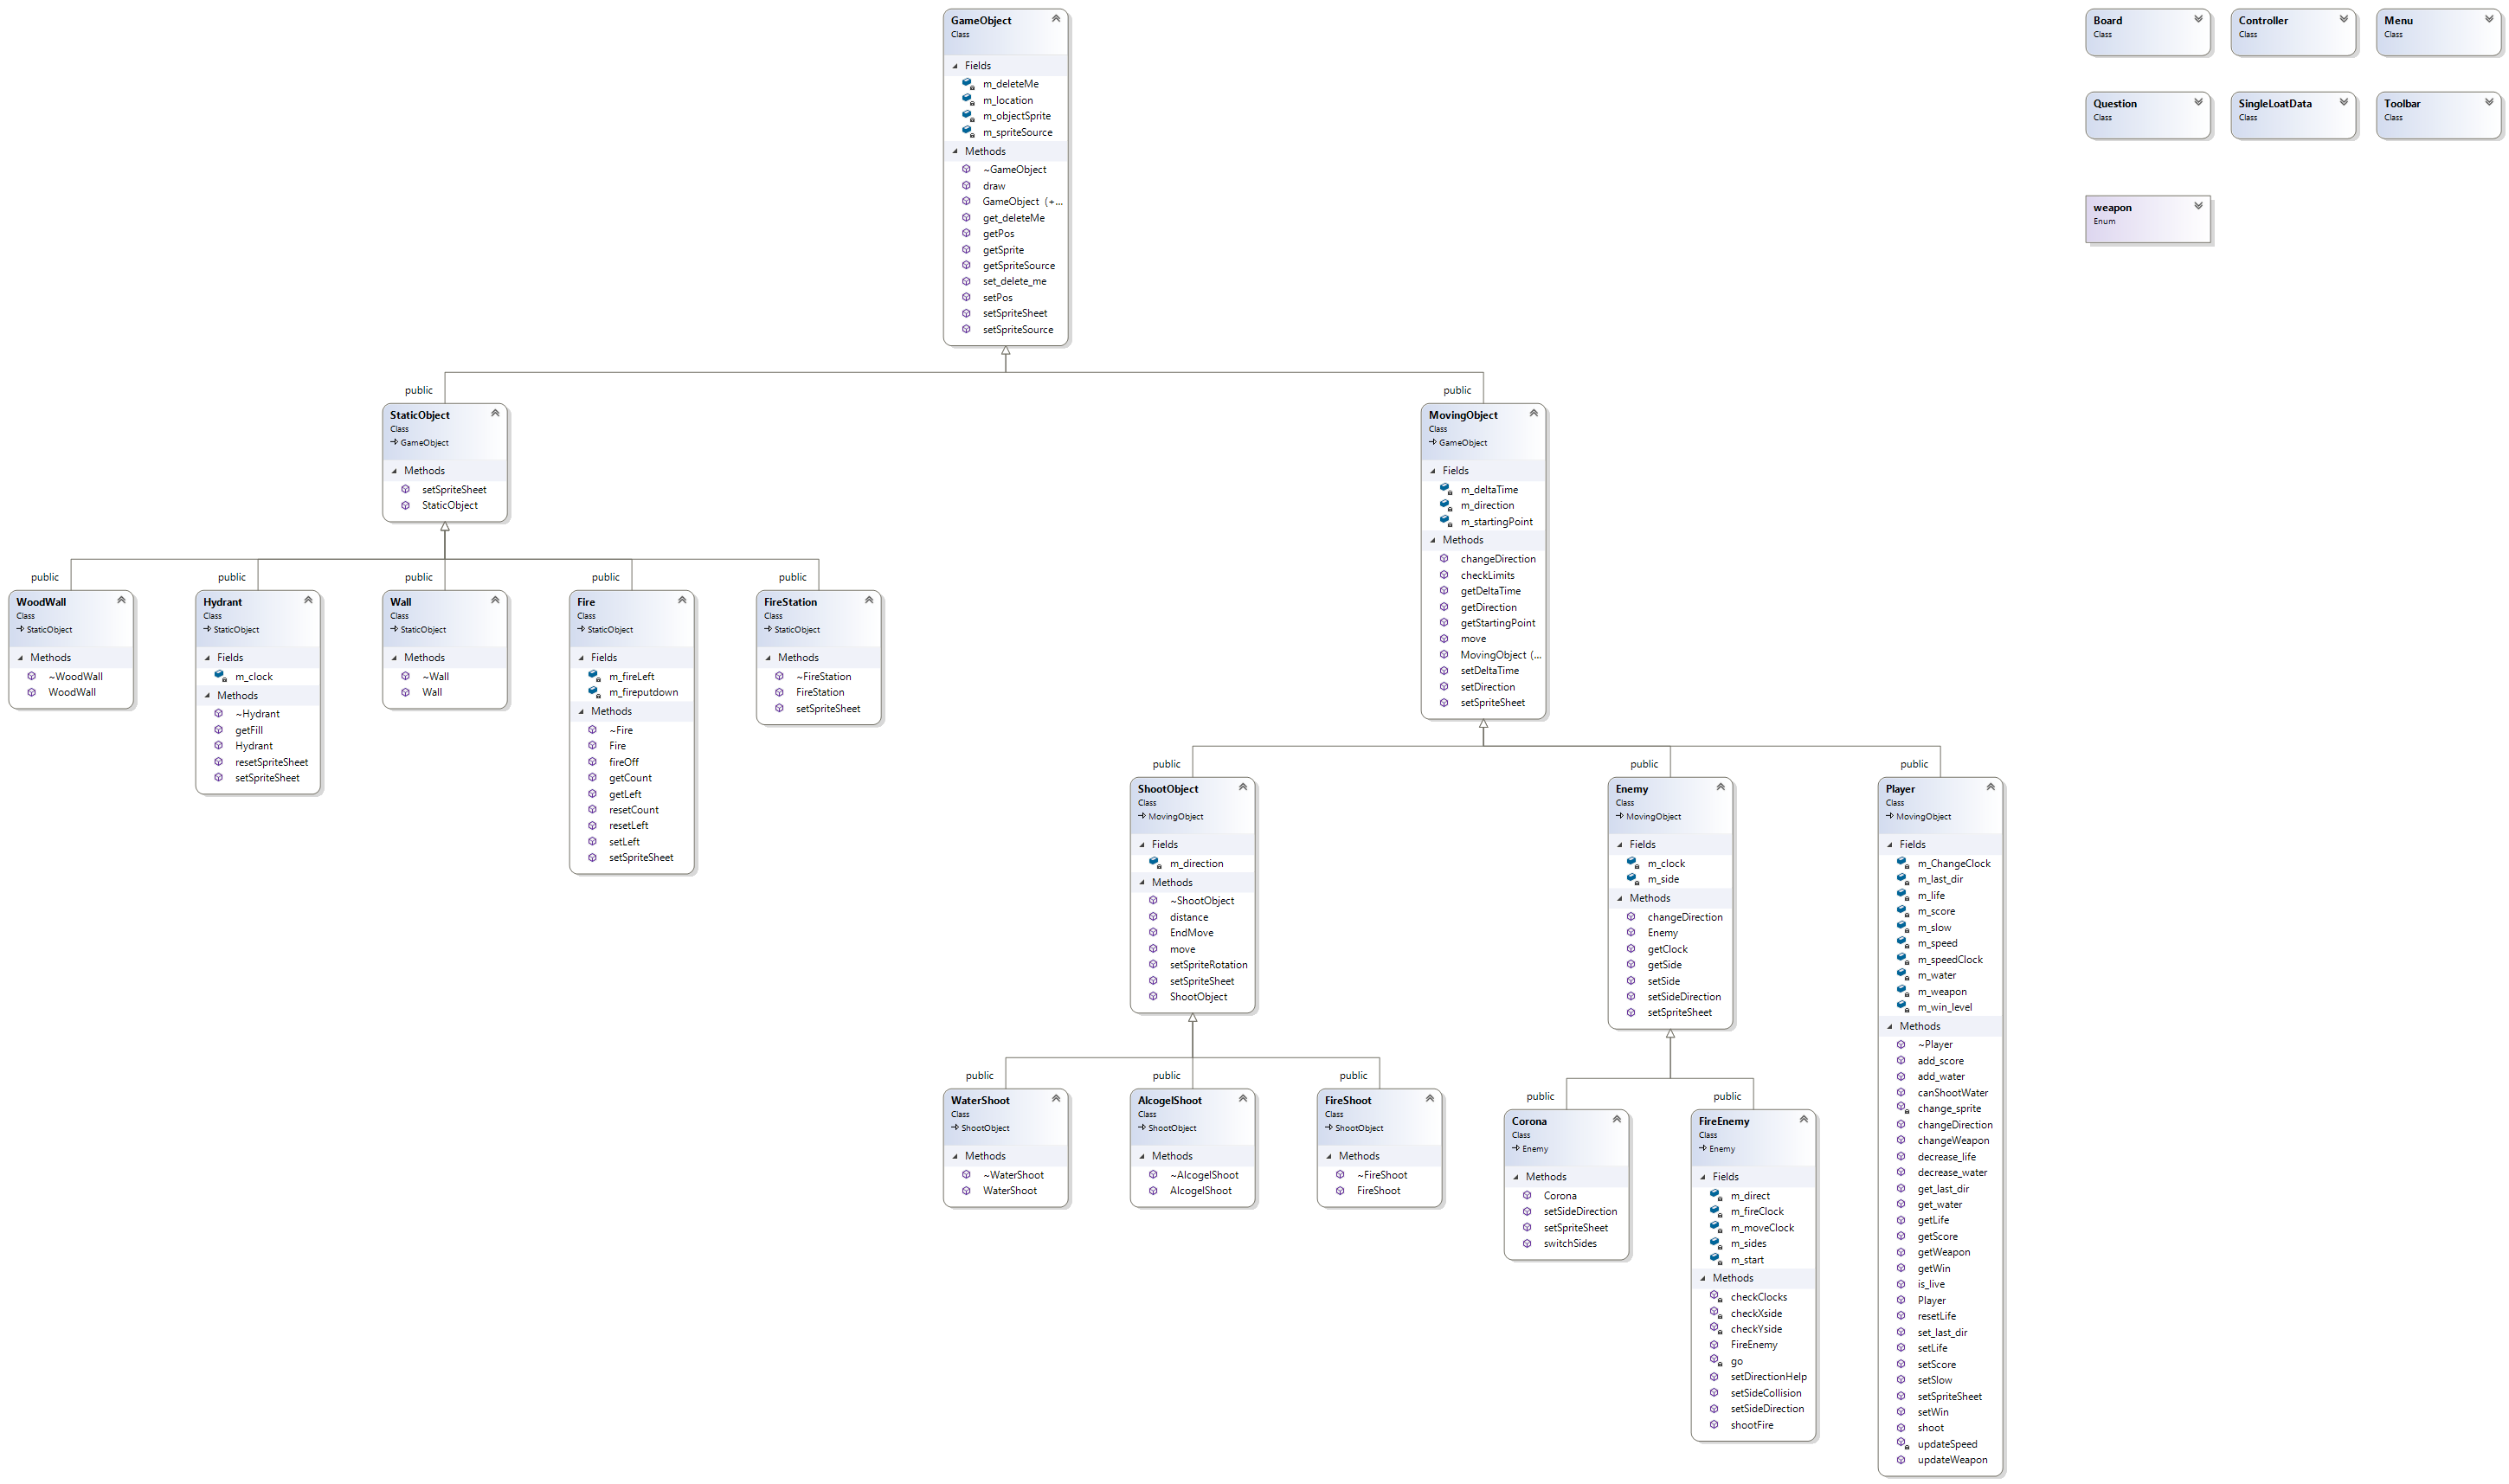 GameObject
Class
Fields
m_deleteMe
m_location
m_objectSprite
m_spriteSource
Methods
~GameObject
draw
GameObject (+...
get_deleteMe
getPos
getSprite
getSpriteSource
set_delete_me
setPos
setSpriteSheet
setSpriteSource
Board
Class
Controller
Class
Menu
Class
Question
Class
SingleLoatData
Class
Toolbar
Class
weapon
Enum
public
StaticObject
Class
GameObject
Methods
setSpriteSheet
StaticObject
public
MovingObject
Class
GameObject
Fields
m_deltaTime
m_direction
m_startingPoint
Methods
changeDirection
checkLimits
getDeltaTime
getDirection
getStartingPoint
move
MovingObject (...
setDeltaTime
setDirection
setSpriteSheet
public
WoodWall
Class
StaticObject
Methods
~WoodWall
WoodWall
public
Hydrant
Class
StaticObject
Fields
m_clock
Methods
~Hydrant
getFill
Hydrant
resetSpriteSheet
setSpriteSheet
public
Wall
Class
StaticObject
Methods
~Wall
Wall
public
Fire
Class
StaticObject
Fields
m_fireLeft
m_fireputdown
Methods
~Fire
Fire
fireOff
getCount
getLeft
resetCount
resetLeft
setLeft
setSpriteSheet
public
FireStation
Class
StaticObject
Methods
~FireStation
FireStation
setSpriteSheet
public
ShootObject
Class
MovingObject
Fields
m_direction
Methods
~ShootObject
distance
EndMove
move
setSpriteRotation
setSpriteSheet
ShootObject
public
Enemy
Class
MovingObject
Fields
m_clock
m_side
Methods
changeDirection
Enemy
getClock
getSide
setSide
setSideDirection
setSpriteSheet
public
Player
Class
MovingObject
Fields
m_ChangeClock
m_last_dir
m_life
m_score
m_slow
m_speed
m_speedClock
m_water
m_weapon
m_win_level
Methods
~Player
add_score
add_water
canShootWater
change_sprite
changeDirection
changeWeapon
decrease_life
decrease_water
get_last_dir
get_water
getLife
getScore
getWeapon
getWin
is_live
Player
resetLife
set_last_dir
setLife
setScore
setSlow
setSpriteSheet
setWin
shoot
updateSpeed
updateWeapon
public
WaterShoot
Class
ShootObject
Methods
~WaterShoot
WaterShoot
public
AlcogelShoot
Class
ShootObject
Methods
~AlcogelShoot
AlcogelShoot
public
FireShoot
Class
ShootObject
Methods
~FireShoot
FireShoot
public
Corona
Class
Enemy
Methods
Corona
setSideDirection
setSpriteSheet
switchSides
public
FireEnemy
Class
Enemy
Fields
m_direct
m_fireClock
m_moveClock
m_sides
m_start
Methods
checkClocks
checkXside
checkYside
FireEnemy
go
setDirectionHelp
setSideCollision
setSideDirection
shootFire